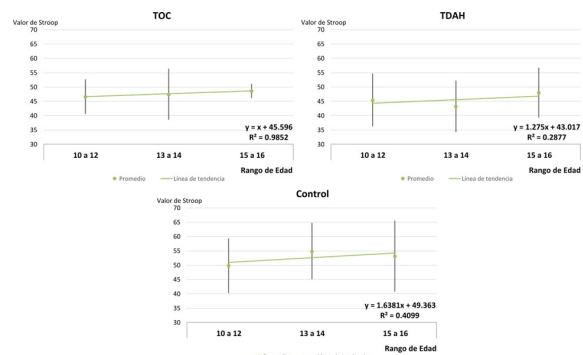 TOC
Valor de Stroop
70
65
60
55
50
45
40
35
30
y = x + 45.596
R² = 0.9852
10 a 12 13 a 14 15 a 16
Rango de Edad
Promedio Línea de tendencia
TDAH
Valor de Stroop
70
65
60
55
50
45
40
35
30
y = 1.275x + 43.017
R² = 0.2877
10 a 12 13 a 14 15 a 16
Rango de Edad
Promedio Línea de tendencia
Control
Valor de Stroop
70
65
60
55
50
45
40
35
30
y = 1.6381x + 49.363
R² = 0.4099
10 a 12 13 a 14 15 a 16
Rango de Edad